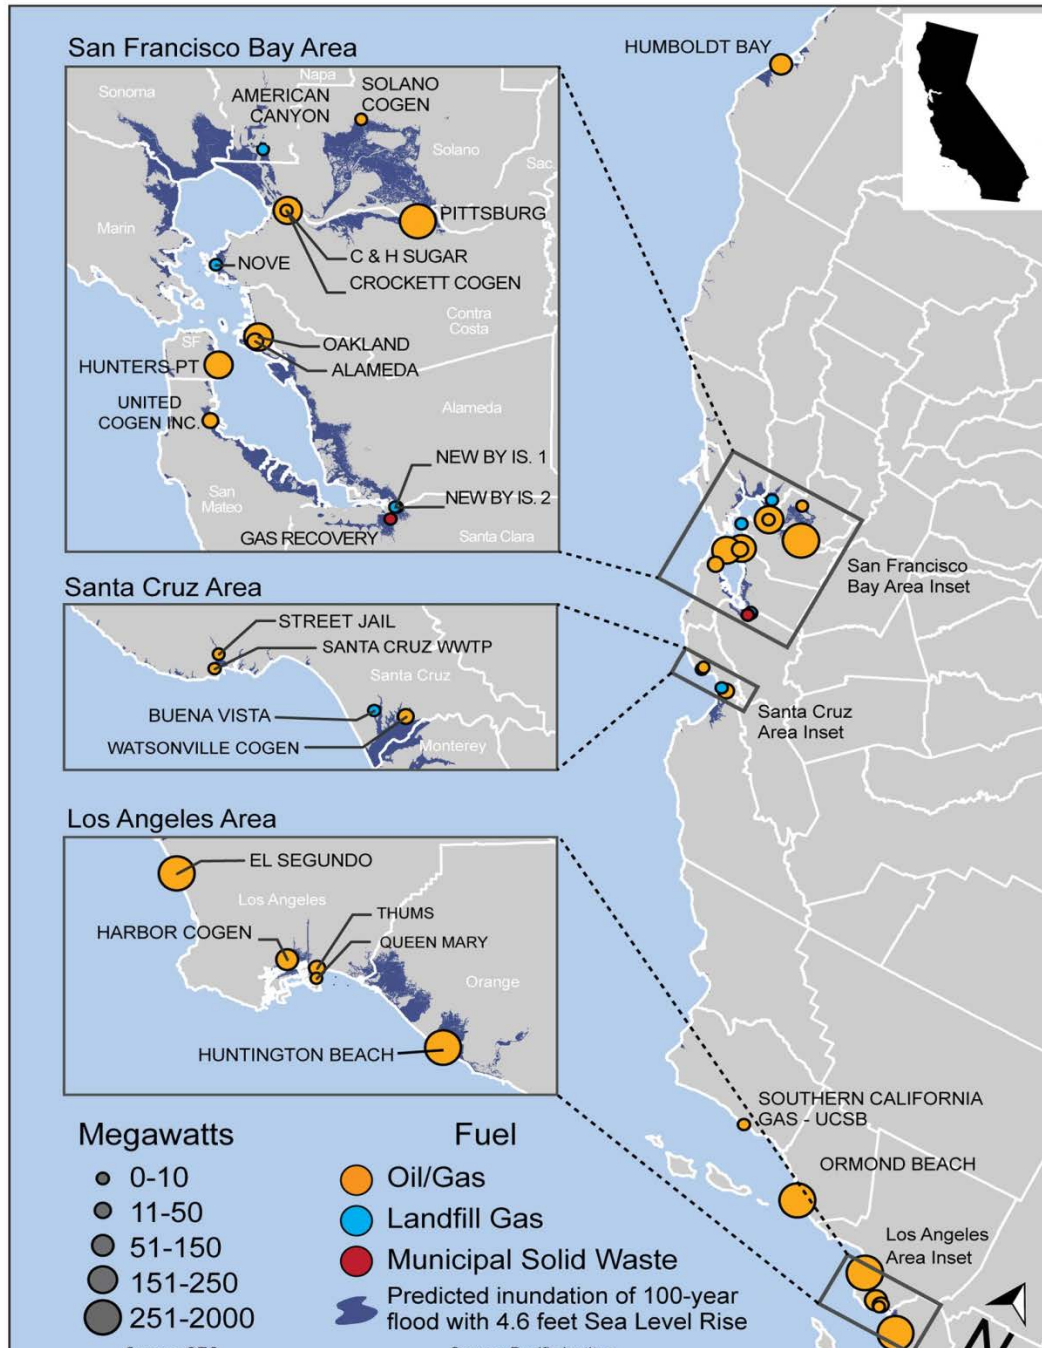 San Francisco Bay Area
HUMBOLDT BAY
Napa
Sonoma
AMERICAN
CANYON
SOLANO
COGEN
Solano
Sac.
Marin
PITTSBURG
C & H SUGAR
CROCKETT COGEN
NOVE
Contra
Costa
SF
OAKLAND
ALAMEDA
HUNTERS PT
UNITED
COGEN INC.
Alameda
NEW BY IS. 1
NEW BY IS. 2
San
Mateo
GAS RECOVERY
Santa Clara
San Francisco
Bay Area Inset
Santa Cruz Area
STREET JAIL
SANTA CRUZ WWTP
Santa Cruz
BUENA VISTA
WATSONVILLE COGEN
Monterey
Santa Cruz
Area Inset
Los Angeles Area
EL SEGUNDO
Los Angeles
THUMS
HARBOR COGEN
QUEEN MARY
Orange
HUNTINGTON BEACH
SOUTHERN CALIFORNIA
GAS - UCSB
ORMOND BEACH
Los Angeles
Area Inset
Megawatts
0-10
11-50
51-150
151-250
251-2000
Fuel
Oil/Gas
Landfill Gas
Municipal Solid Waste
Predicted inundation of 100-year
flood with 4.6 feet Sea Level Rise
N